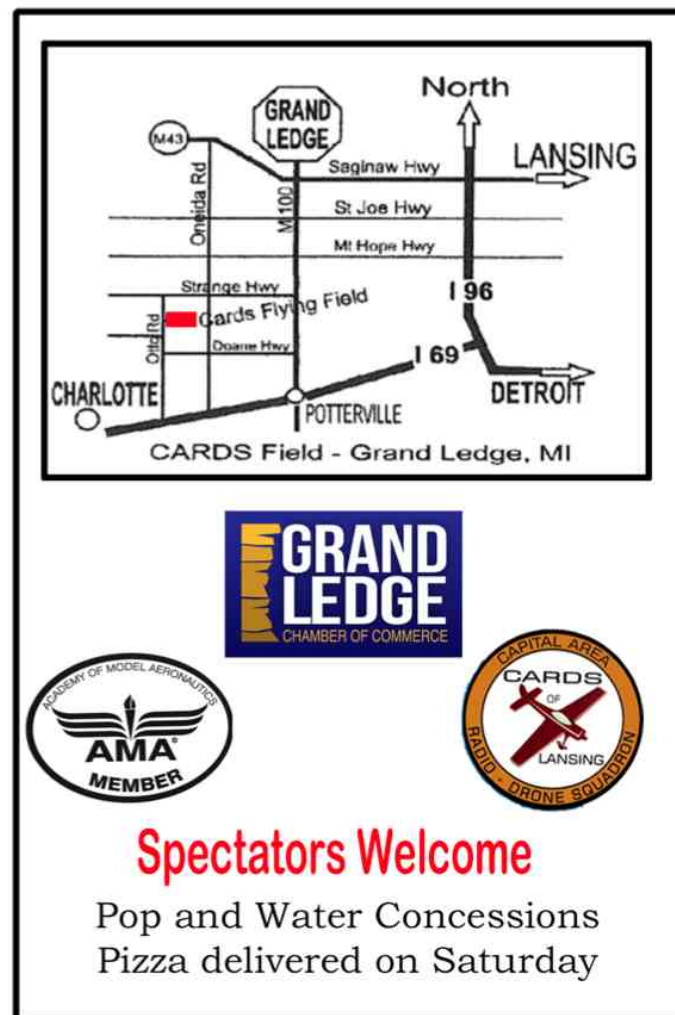 North
GRAND
LEDGE
M43
LANSING
Saginaw Hwy
Oneida Rd
M 100
St Joe Hwy
Mt Hope Hwy
Strange Hwy
I 96
Cards Flying Field
Otto Rd
Doane Hwy
I 69
CHARLOTTE
DETROIT
POTTERVILLE
CARDS Field - Grand Ledge, MI
GRAND
LEDGE
CHAMBER OF COMMERCE
ACADEMY OF MODEL AERONAUTICS
AMA
MEMBER
CAPITAL AREA
CARDS
OF
LANSING
RADIO - DRONE SQUADRON
Spectators Welcome
Pop and Water Concessions
Pizza delivered on Saturday